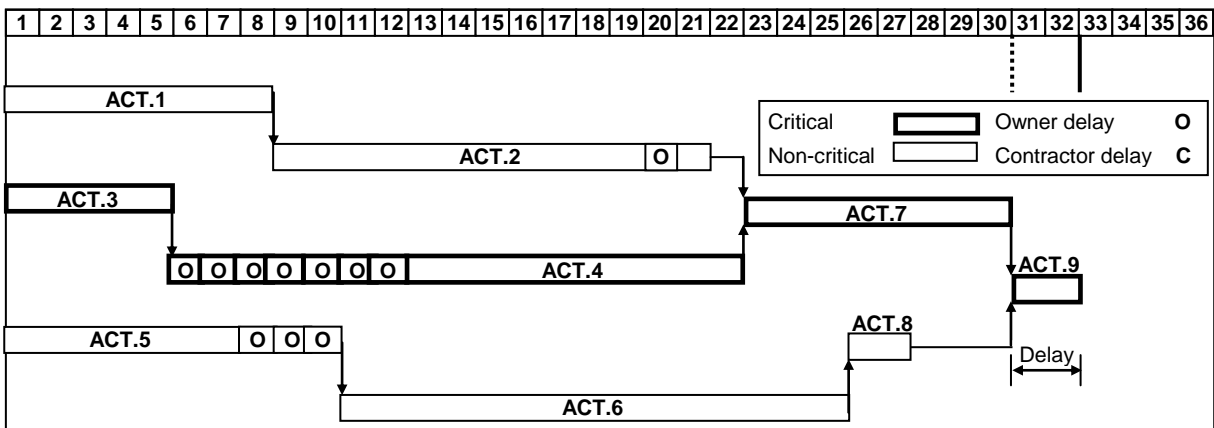 1 2 3 4 5 6 7 8 9 10 11 12 13 14 15 16 17 18 19 20 21 22 23 24 25 26 27 28 29 30 31 32 33 34 35 36
ACT.1
Critical Owner delay O
Non-critical Contractor delay C
ACT.2 O
ACT.3
ACT.7
O O O O O O O ACT.4
ACT.9
ACT.5 O O O
ACT.8
Delay
ACT.6